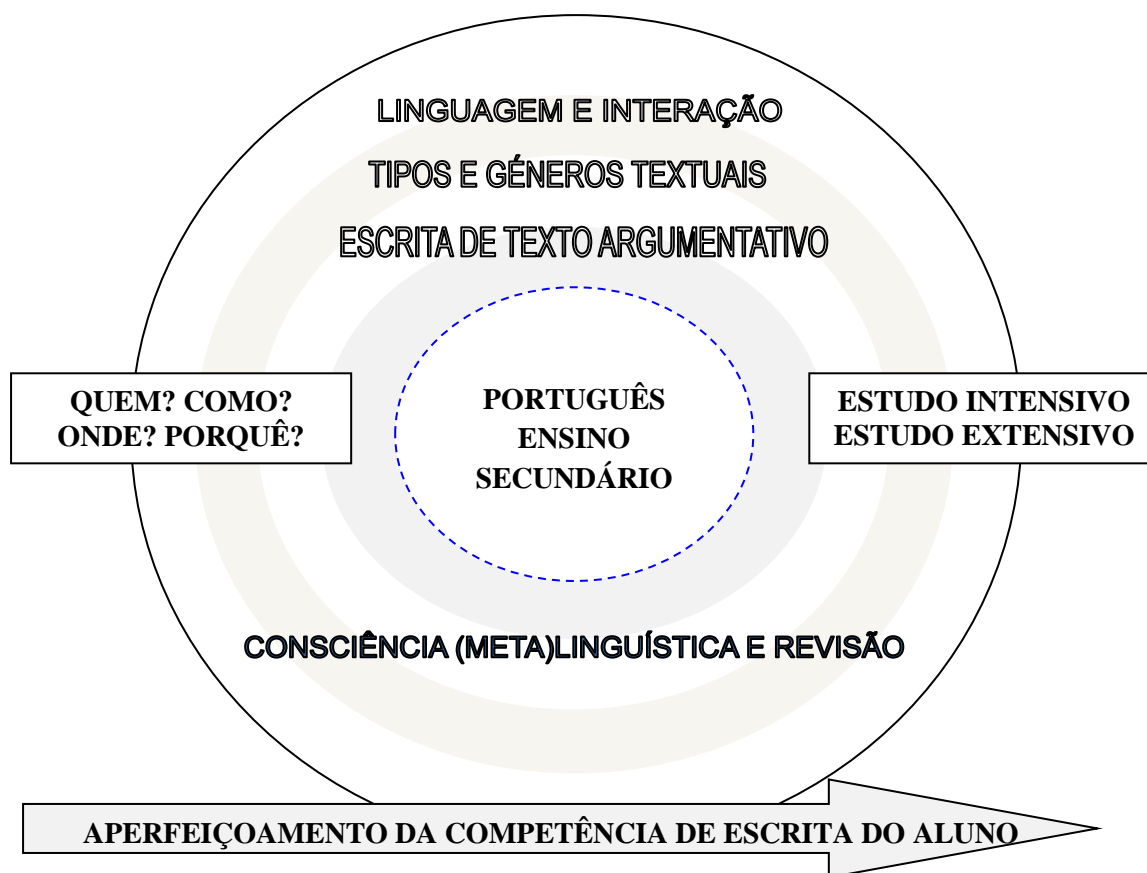 LINGUAGEM E INTERAÇÃO
TIPOS E GÉNEROS TEXTUAIS
ESCRITA DE TEXTO ARGUMENTATIVO
QUEM? COMO?
ONDE? PORQUÊ?
PORTUGUÊS
ENSINO
SECUNDÁRIO
ESTUDO INTENSIVO
ESTUDO EXTENSIVO
CONSCIÊNCIA (META)LINGUÍSTICA E REVISÃO
APERFEIÇOAMENTO DA COMPETÊNCIA DE ESCRITA DO ALUNO